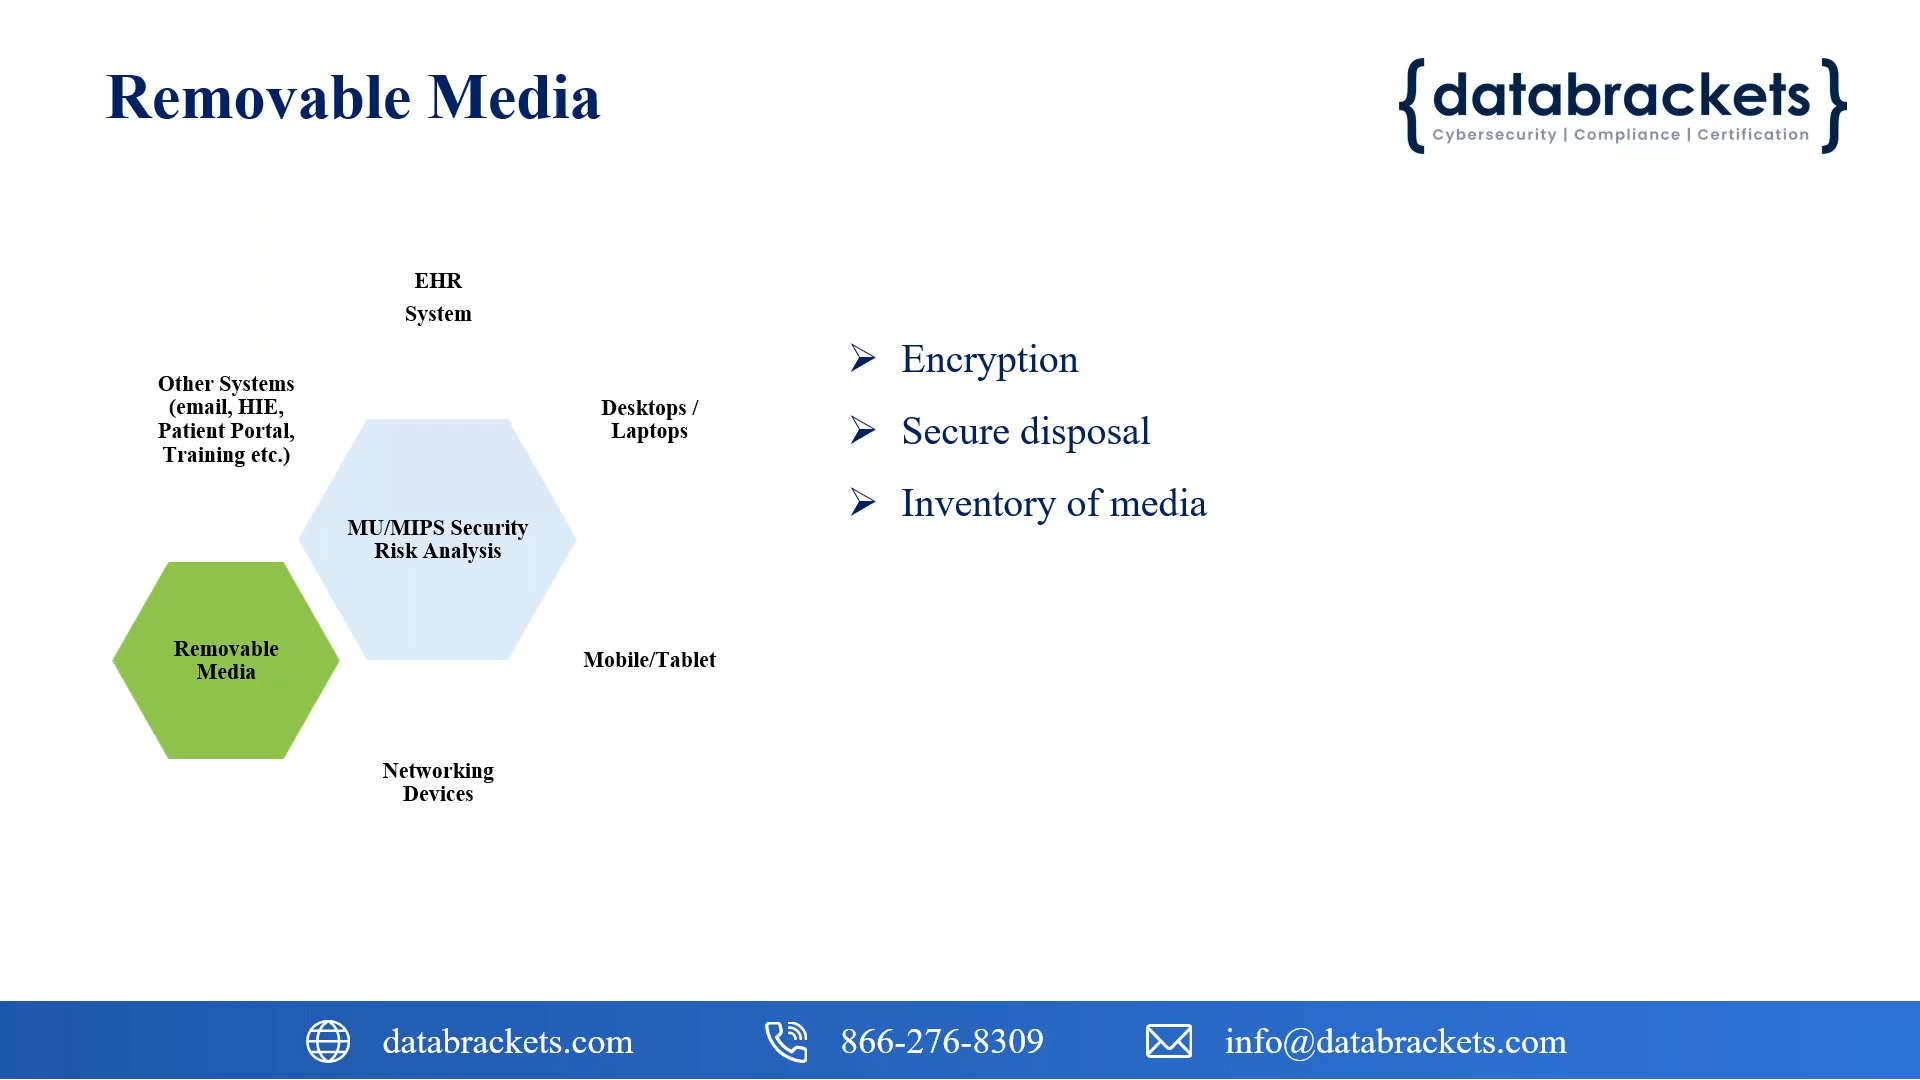 Removable Media
{databrackets}
Cybersecurity | Compliance | Certification
EHR
System
Other Systems
(email, HIE,
Patient Portal,
Training etc.)
Desktops /
Laptops
MU/MIPS Security
Risk Analysis
Removable
Media
Mobile/Tablet
Networking
Devices
➢ Encryption
➢ Secure disposal
➢ Inventory of media
databrackets.com
866-276-8309
info@databrackets.com